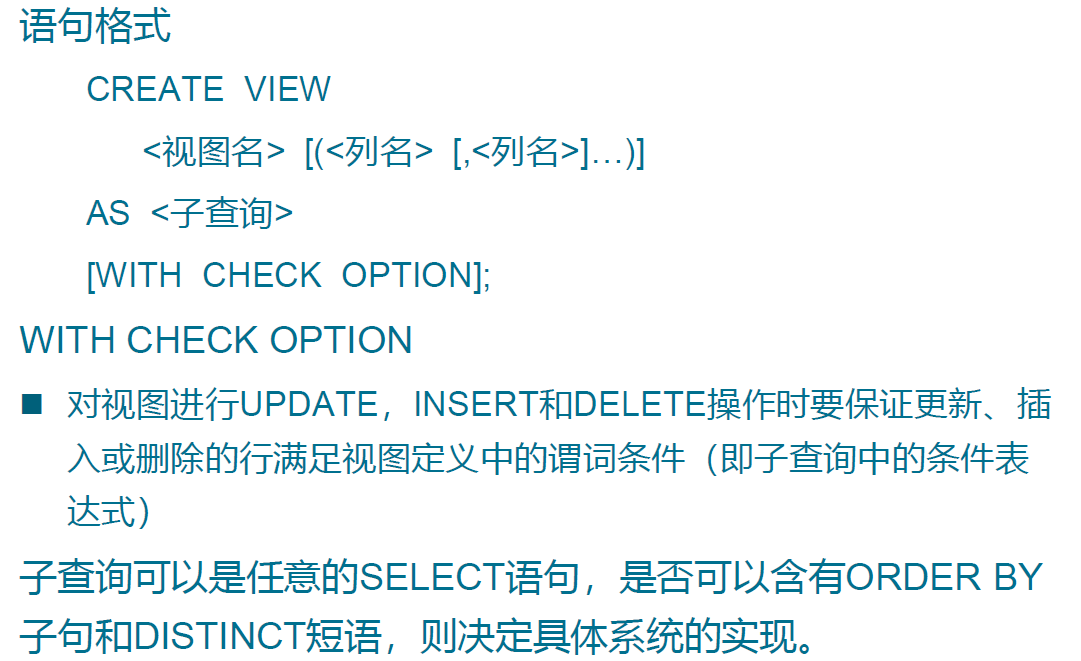 语句格式
CREATE VIEW
<视图名> [(<列名> [,<列名>]…)]
AS <子查询>
[WITH CHECK OPTION];
WITH CHECK OPTION
■ 对视图进行UPDATE，INSERT和DELETE操作时要保证更新、插
入或删除的行满足视图定义中的谓词条件（即子查询中的条件表
达式）
子查询可以是任意的SELECT语句，是否可以含有ORDER BY
子句和DISTINCT短语，则决定具体系统的实现。